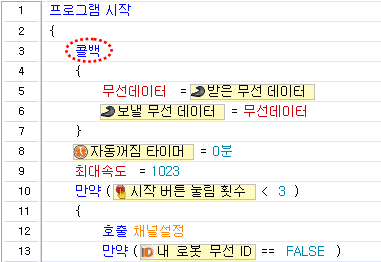 1 프로그램 시작
2 {
3 콜백
4 {
5 무선데이터 = 받은 무선 데이터
6 보낼 무선 데이터 = 무선데이터
7 }
8 자동꺼짐 타이머 = 0분
9 최대속도 = 1023
10 만약 ( 시작 버튼 눌림 횟수 < 3 )
11 {
12 호출 채널설정
13 만약 ( ID 내 로봇 무선 ID == FALSE )